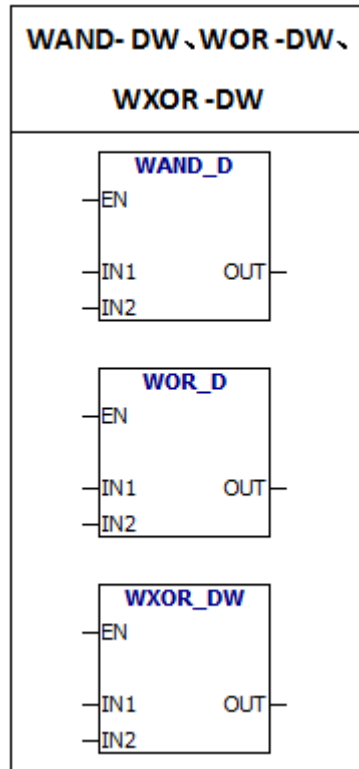 WAND- DW、WOR -DW、
WXOR -DW
WAND_D
EN
IN1 OUT
IN2
WOR_D
EN
IN1 OUT
IN2
WXOR_DW
EN
IN1 OUT
IN2